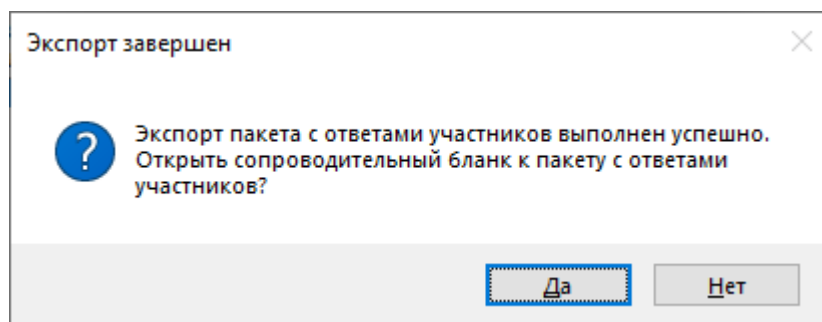 Экспорт завершен
Экспорт пакета с ответами участников выполнен успешно.
Открыть сопроводительный бланк к пакету с ответами
участников?
Да
Нет